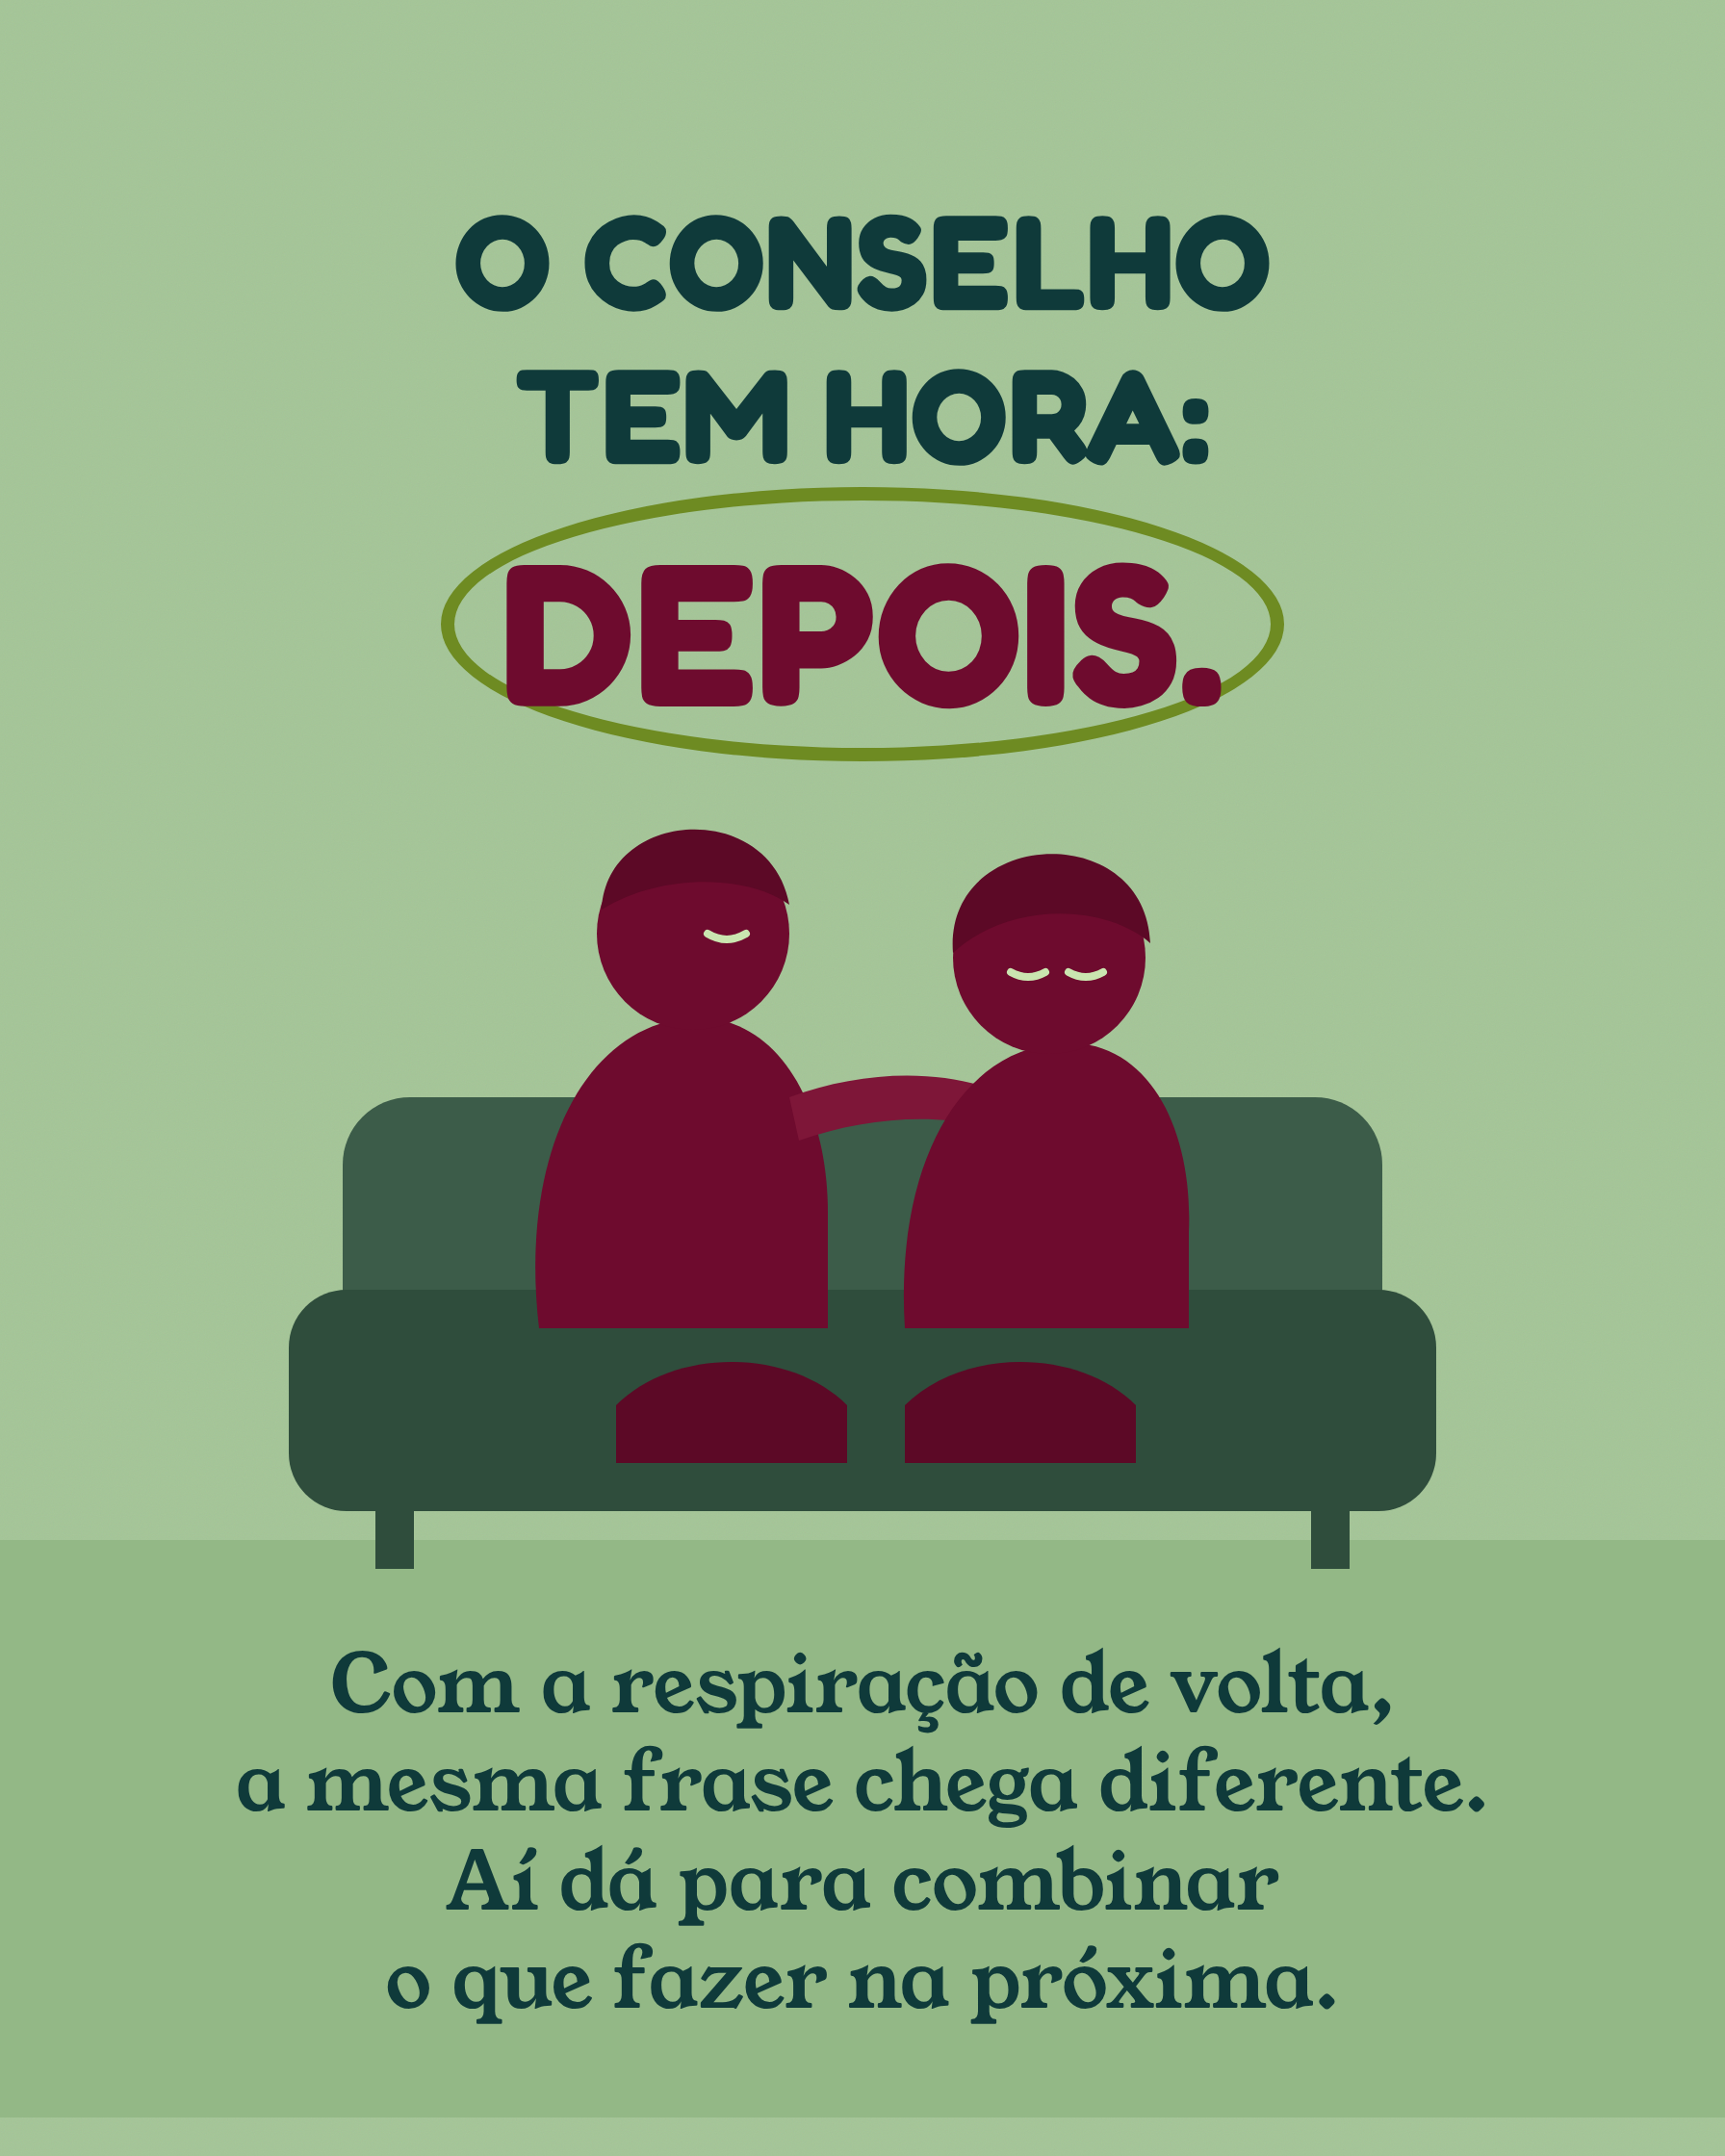 O CONSELHO
TEM HORA:
DEPOIS.
Com a respiração de volta,
a mesma frase chega diferente.
Aí dá para combinar
o que fazer na próxima.